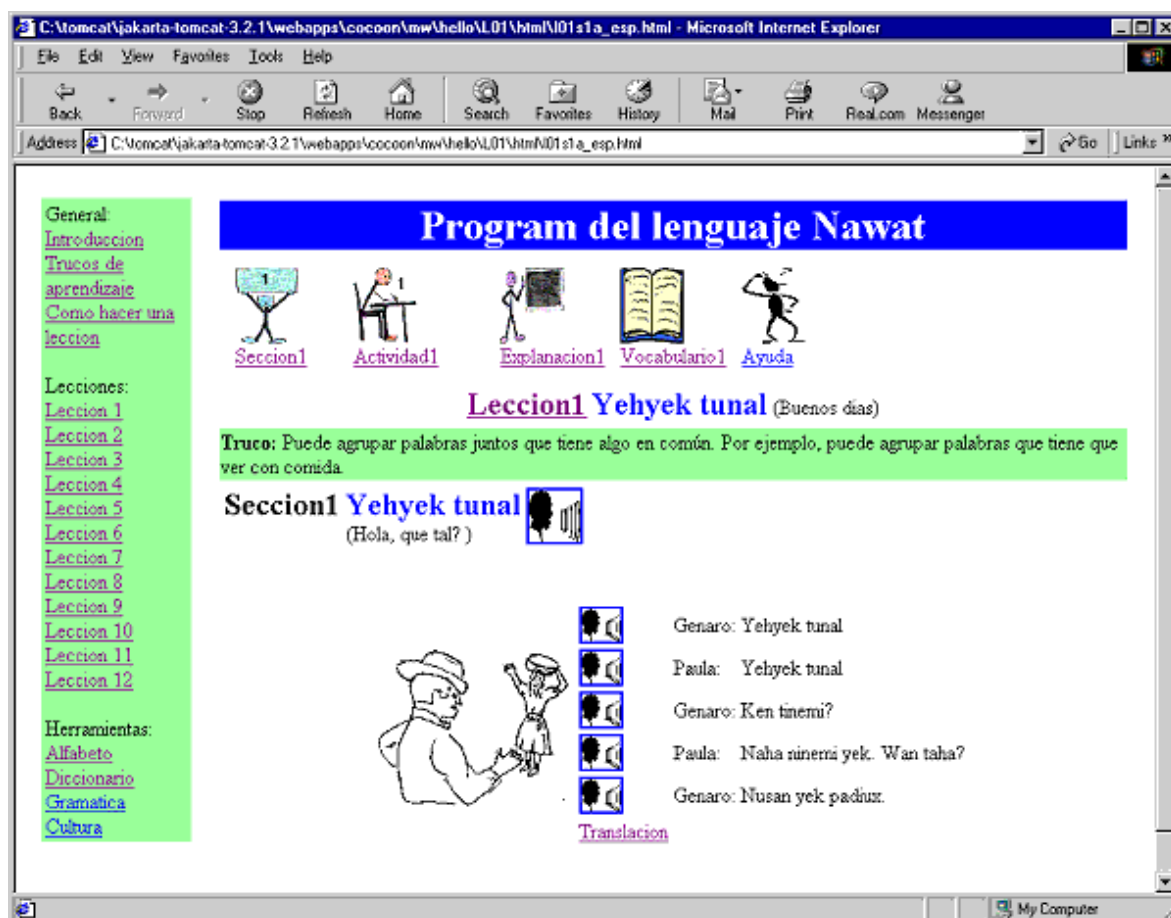 C:\tomcat\jakarta-tomcat-3.2.1\webapps\cocoon\mw\hello\L01\html\l01s1a_esp.html - Microsoft Internet Explorer
File Edit View Favorites Tools Help
Back Forward Stop Refresh Home Search Favorites History Mail Print Real.com Messenger
Address C:\tomcat\jakarta-tomcat-3.2.1\webapps\cocoon\mw\hello\L01\html\l01s1a_esp.html Go Links »
General:
Introduccion
Trucos de
aprendizaje
Como hacer una
leccion
Lecciones:
Leccion 1
Leccion 2
Leccion 3
Leccion 4
Leccion 5
Leccion 6
Leccion 7
Leccion 8
Leccion 9
Leccion 10
Leccion 11
Leccion 12
Herramientas:
Alfabeto
Diccionario
Gramatica
Cultura
Program del lenguaje Nawat
1 1
Seccion1 Actividad1 Explanacion1 Vocabulario1 Ayuda
Leccion1 Yehyek tunal (Buenos dias)
Truco: Puede agrupar palabras juntos que tiene algo en común. Por ejemplo, puede agrupar palabras que tiene que
ver con comida.
Seccion1 Yehyek tunal
(Hola, que tal? )
Genaro: Yehyek tunal
Paula: Yehyek tunal
Genaro: Ken tinemi?
Paula: Naha ninemi yek. Wan taha?
Genaro: Nusan yek padiux.
Translacion
My Computer